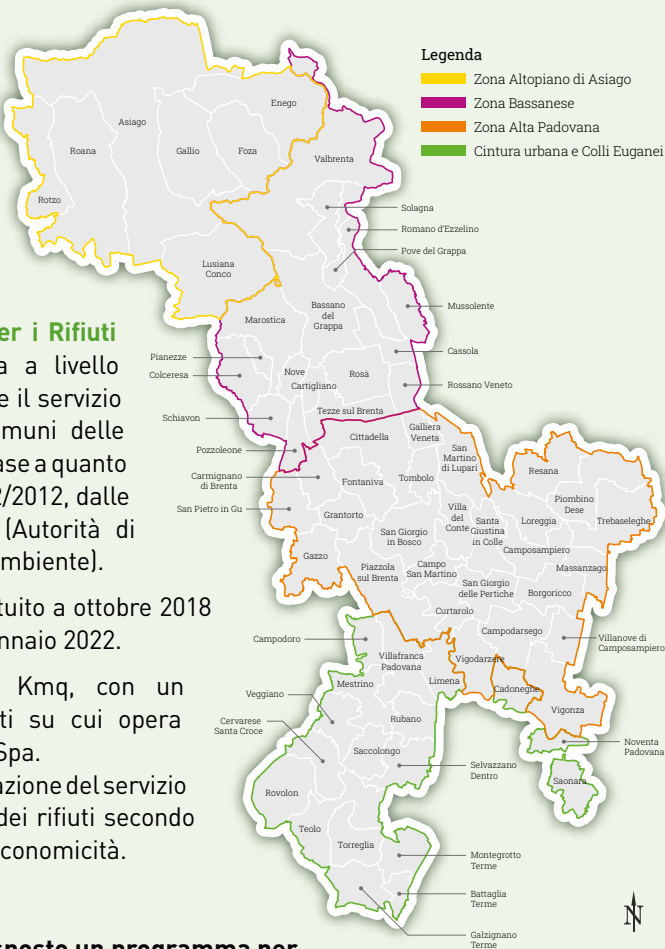 Legenda
Zona Altopiano di Asiago
Zona Bassanese
Zona Alta Padovana
Cintura urbana e Colli Euganei
Enego
Asiago
Roana
Gallio
Foza
Valbrenta
Rotzo
Solagna
Romano d'Ezzelino
Pove del Grappa
Lusiana
Conco
Bassano
del
Grappa
Mussolente
Marostica
Pianezze
Cassola
Colceresa
Nove
Rosà
Cartigliano
Rossano Veneto
Schiavon
Tezze sul Brenta
Galliera
Veneta
Cittadella
Pozzoleone
San
Martino
di Lupari
Resana
Carmignano
di Brenta
Fontaniva
Tombolo
Piombino
Dese
San Pietro in Gu
Grantorto
Villa
del
Conte
Santa
Giustina
in Colle
Loreggia
Trebaseleghe
San Giorgio
in Bosco
Camposampiero
Gazzo
Piazzola
sul Brenta
Campo
San Martino
Massanzago
San Giorgio
delle Pertiche
Borgoricco
Curtarolo
Campodarsego
Villanove di
Camposampiero
Campodoro
Villafranca
Padovana
Vigodarzere
Limena
Cadoneghe
Mestrino
Veggiano
Vigonza
Rubano
Cervarese
Santa Croce
Noventa
Padovana
Saccolongo
Selvazzano
Dentro
Saonara
Rovolon
Teolo
Torreglia
Montegrotto
Terme
Battaglia
Terme
Galzignano
Terme
N
er i Rifiuti
a a livello
e il servizio
muni delle
ase a quanto
2/2012, dalle
(Autorità di
mbiente).
tuito a ottobre 2018
nnaio 2022.
Kmq, con un
ti su cui opera
Spa.
azione del servizio
dei rifiuti secondo
conomicità.
sposto un programma per